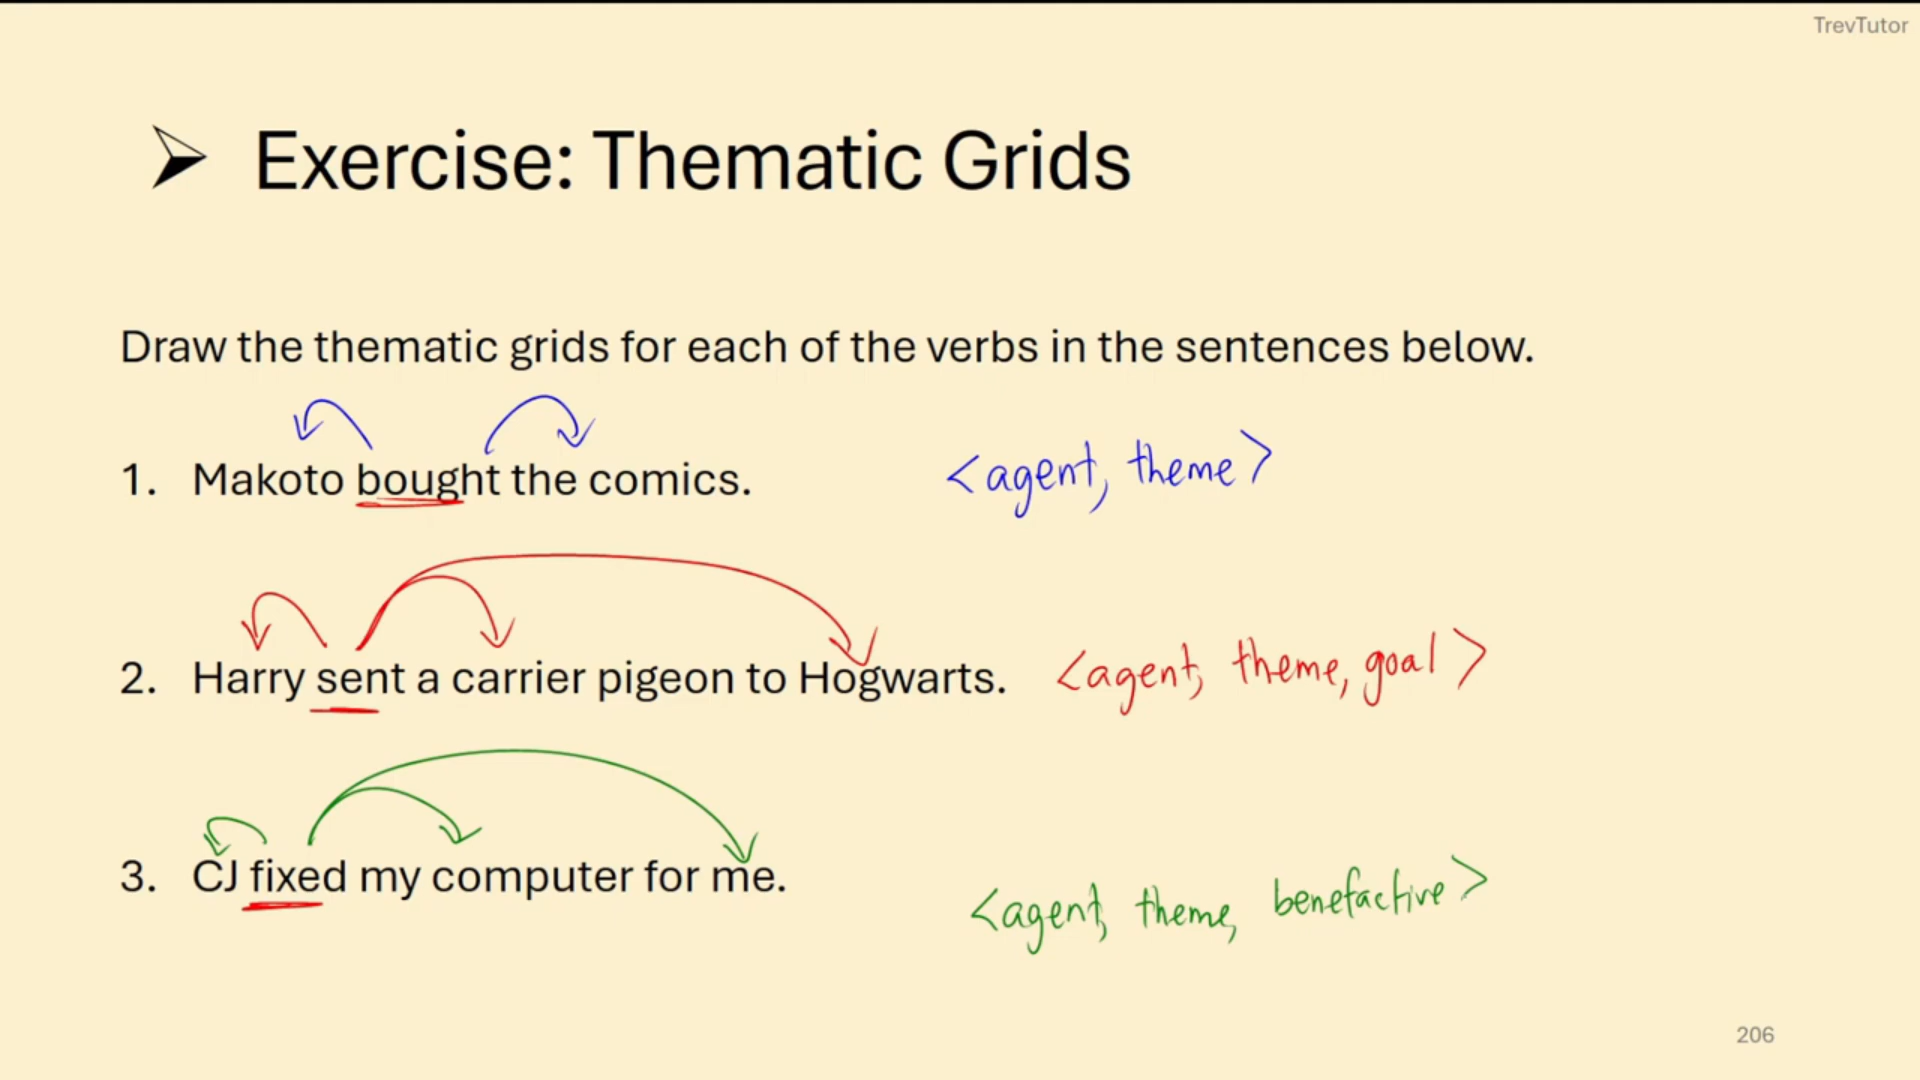 TrevTutor
Exercise: Thematic Grids
Draw the thematic grids for each of the verbs in the sentences below.
1. Makoto bought the comics. <agent, theme>
2. Harry sent a carrier pigeon to Hogwarts. <agent, theme, goal>
3. CJ fixed my computer for me. <agent, theme, benefactive>
206